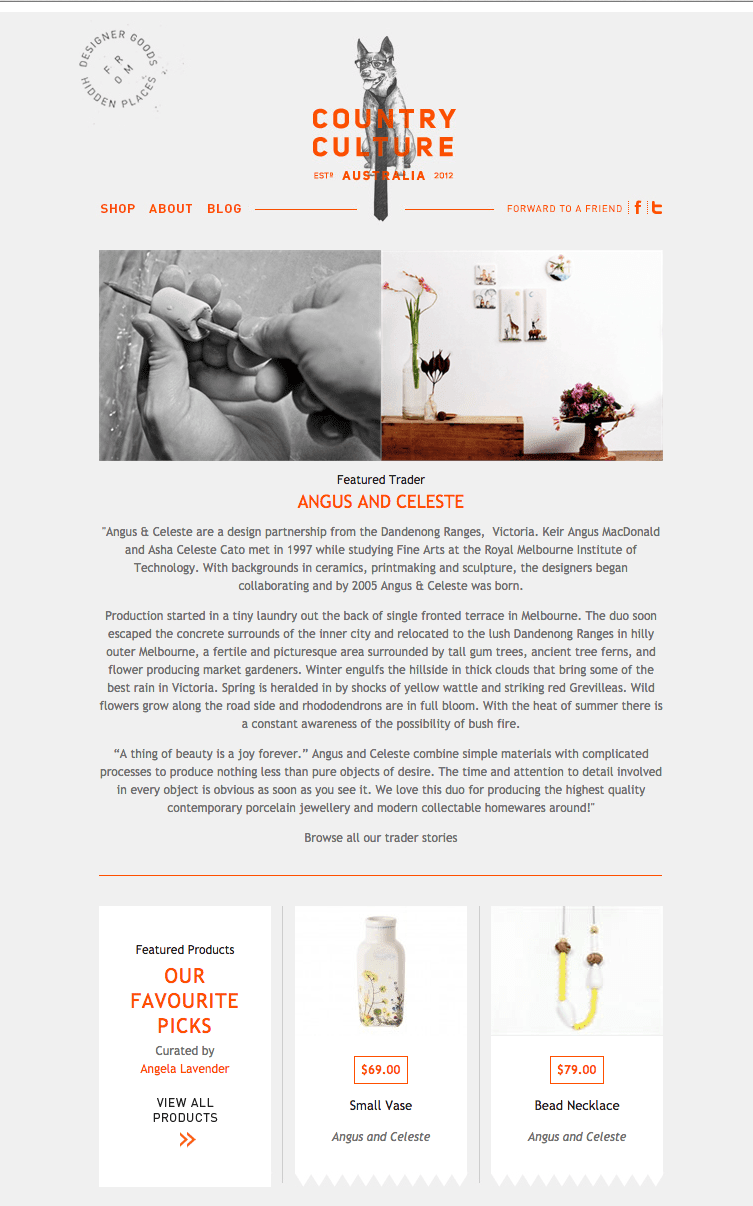 DESIGNER GOODS
FROM
HIDDEN PLACES
COUNTRY
CULTURE
ESTD AUSTRALIA 2012
SHOP ABOUT BLOG
FORWARD TO A FRIEND
Featured Trader
ANGUS AND CELESTE
"Angus & Celeste are a design partnership from the Dandenong Ranges,  Victoria. Keir Angus MacDonald
and Asha Celeste Cato met in 1997 while studying Fine Arts at the Royal Melbourne Institute of
Technology. With backgrounds in ceramics, printmaking and sculpture, the designers began
collaborating and by 2005 Angus & Celeste was born.
Production started in a tiny laundry out the back of single fronted terrace in Melbourne. The duo soon
escaped the concrete surrounds of the inner city and relocated to the lush Dandenong Ranges in hilly
outer Melbourne, a fertile and picturesque area surrounded by tall gum trees, ancient tree ferns, and
flower producing market gardeners. Winter engulfs the hillside in thick clouds that bring some of the
best rain in Victoria. Spring is heralded in by shocks of yellow wattle and striking red Grevilleas. Wild
flowers grow along the road side and rhododendrons are in full bloom. With the heat of summer there is
a constant awareness of the possibility of bush fire.
“A thing of beauty is a joy forever.” Angus and Celeste combine simple materials with complicated
processes to produce nothing less than pure objects of desire. The time and attention to detail involved
in every object is obvious as soon as you see it. We love this duo for producing the highest quality
contemporary porcelain jewellery and modern collectable homewares around!"
Browse all our trader stories
Featured Products
OUR
FAVOURITE
PICKS
Curated by
Angela Lavender
VIEW ALL
PRODUCTS
$69.00
Small Vase
Angus and Celeste
$79.00
Bead Necklace
Angus and Celeste